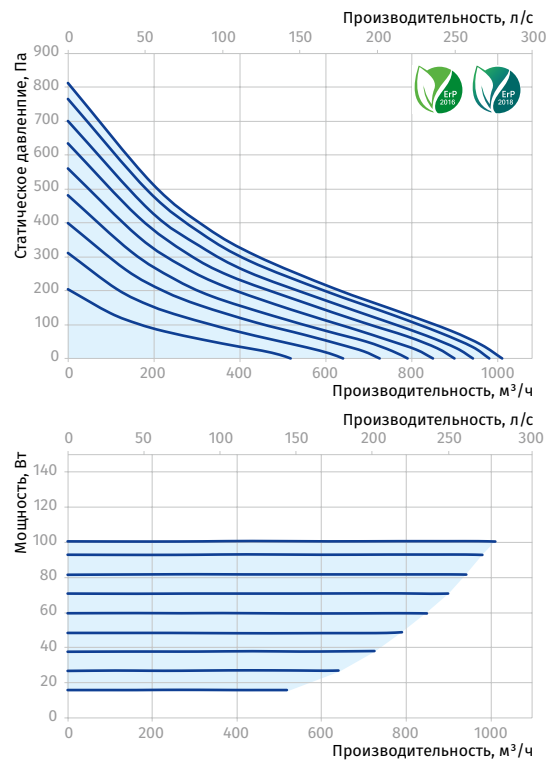 Производительность, л/с
0 50 100 150 200 250 300
900
800
700
600
500
400
300
200
100
0
Статическое давленпие, Па
ErP
2016
ErP
2018
0 200 400 600 800 1000
Производительность, м³/ч
Производительность, л/с
0 50 100 150 200 250 300
140
120
100
80
60
40
20
0
Мощность, Вт
0 200 400 600 800 1000
Производительность, м³/ч